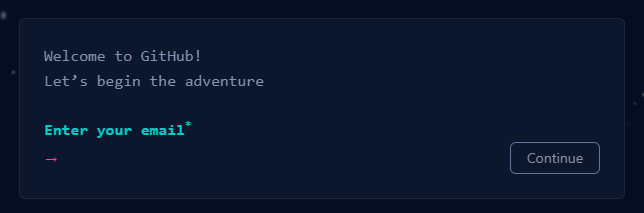 Welcome to GitHub!
Let’s begin the adventure
Enter your email*
→
Continue